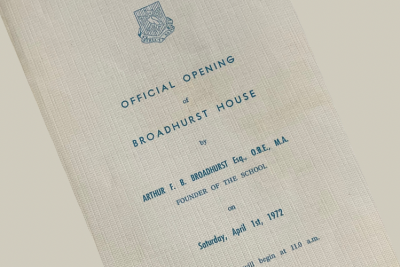 OFFICIAL OPENING
of
BROADHURST HOUSE
by
ARTHUR F. B. BROADHURST Esq., O.B.E., M.A.
FOUNDER OF THE SCHOOL
on
Saturday, April 1st, 1972
will begin at 11.0 a.m.